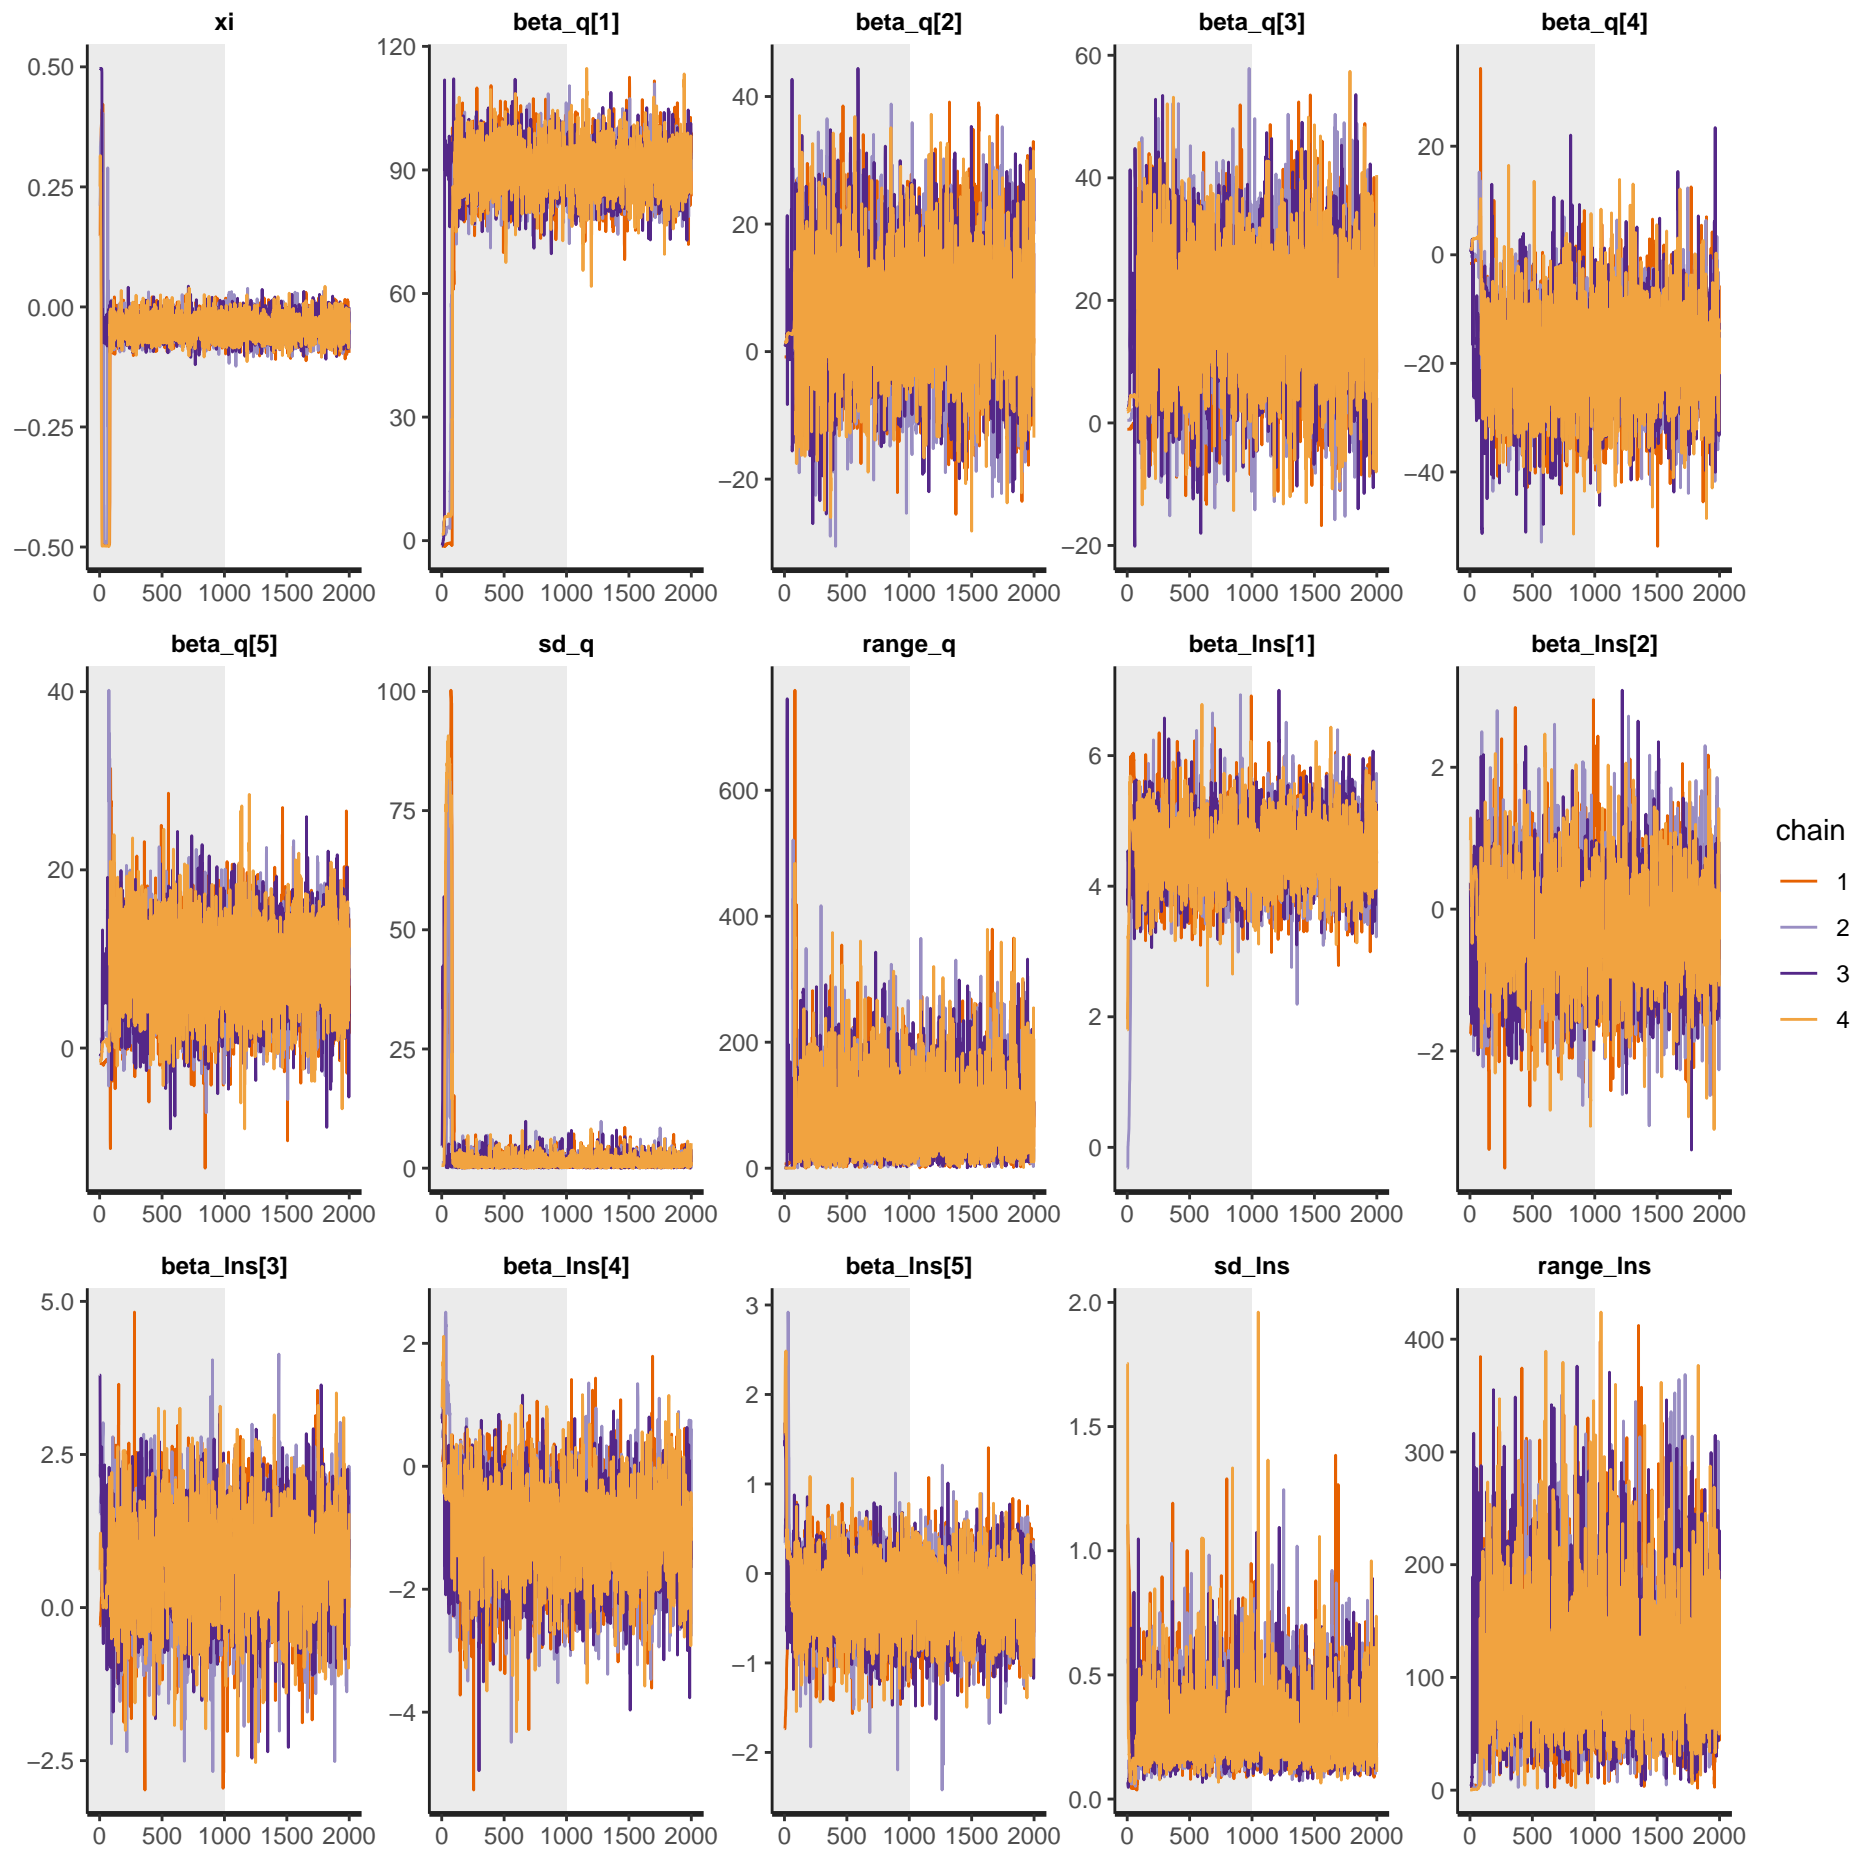 xi beta_q[1] beta_q[2] beta_q[3] beta_q[4]
0.50 0.25 0.00 −0.25 −0.50
120 90 60 30 0
40 20 0 −20
60 40 20 0 −20
20 0 −20 −40
0 500 1000 1500 2000 0 500 1000 1500 2000 0 500 1000 1500 2000 0 500 1000 1500 2000 0 500 1000 1500 2000
beta_q[5] sd_q range_q beta_lns[1] beta_lns[2]
40 20 0
100 75 50 25 0
600 400 200 0
6 4 2 0
2 0 −2
0 500 1000 1500 2000 0 500 1000 1500 2000 0 500 1000 1500 2000 0 500 1000 1500 2000 0 500 1000 1500 2000
beta_lns[3] beta_lns[4] beta_lns[5] sd_lns range_lns
5.0 2.5 0.0 −2.5
2 0 −2 −4
3 2 1 0 −1 −2
2.0 1.5 1.0 0.5 0.0
400 300 200 100 0
0 500 1000 1500 2000 0 500 1000 1500 2000 0 500 1000 1500 2000 0 500 1000 1500 2000 0 500 1000 1500 2000
chain
1
2
3
4